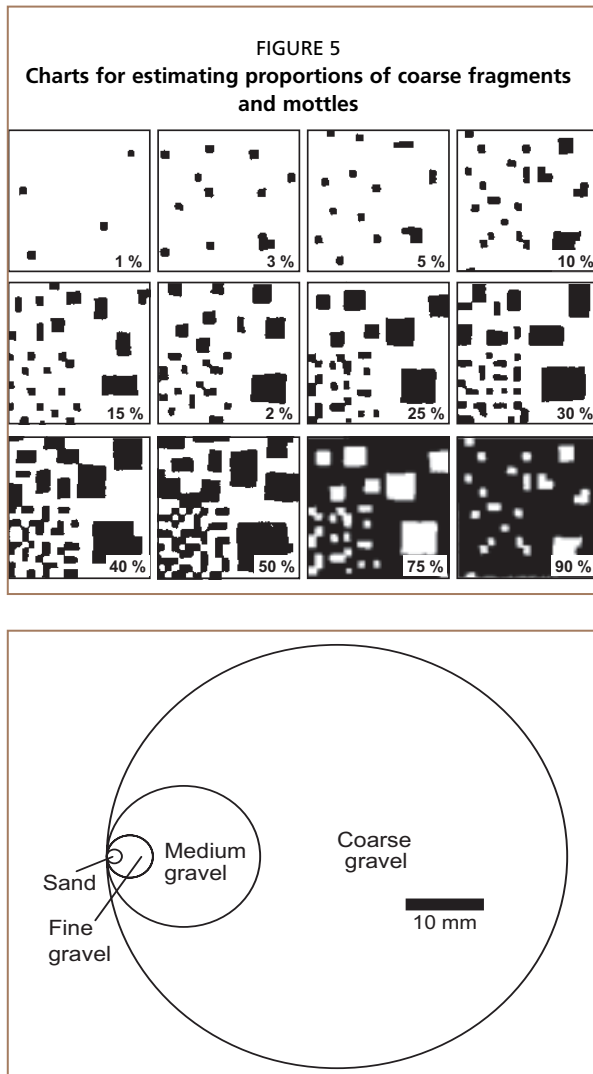 FIGURE 5
Charts for estimating proportions of coarse fragments
and mottles
1 %
3 %
5 %
10 %
15 %
2 %
25 %
30 %
40 %
50 %
75 %
90 %
Medium
gravel
Coarse
gravel
Sand
Fine
gravel
10 mm